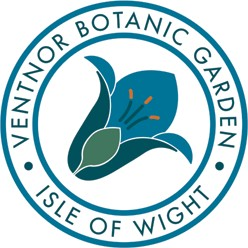 VENTNOR BOTANIC GARDEN
• ISLE OF WIGHT •